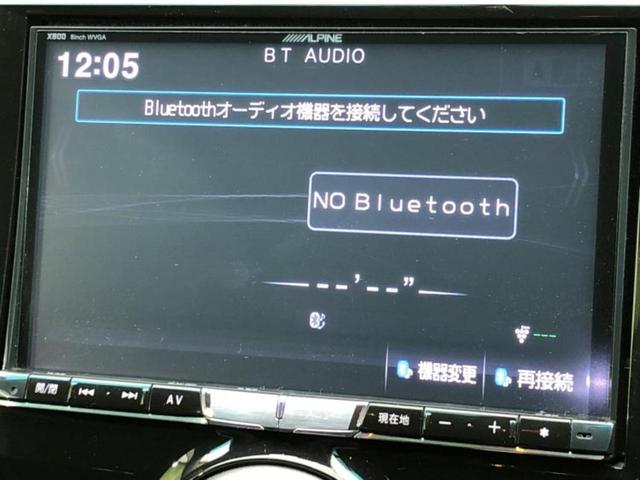 X800 8inch WVGA ALPINE
BT AUDIO
12:05
Bluetoothオーディオ機器を接続してください
NO Bluetooth
--'--"
---
機器変更 再接続
開/閉 AV 現在地 − +